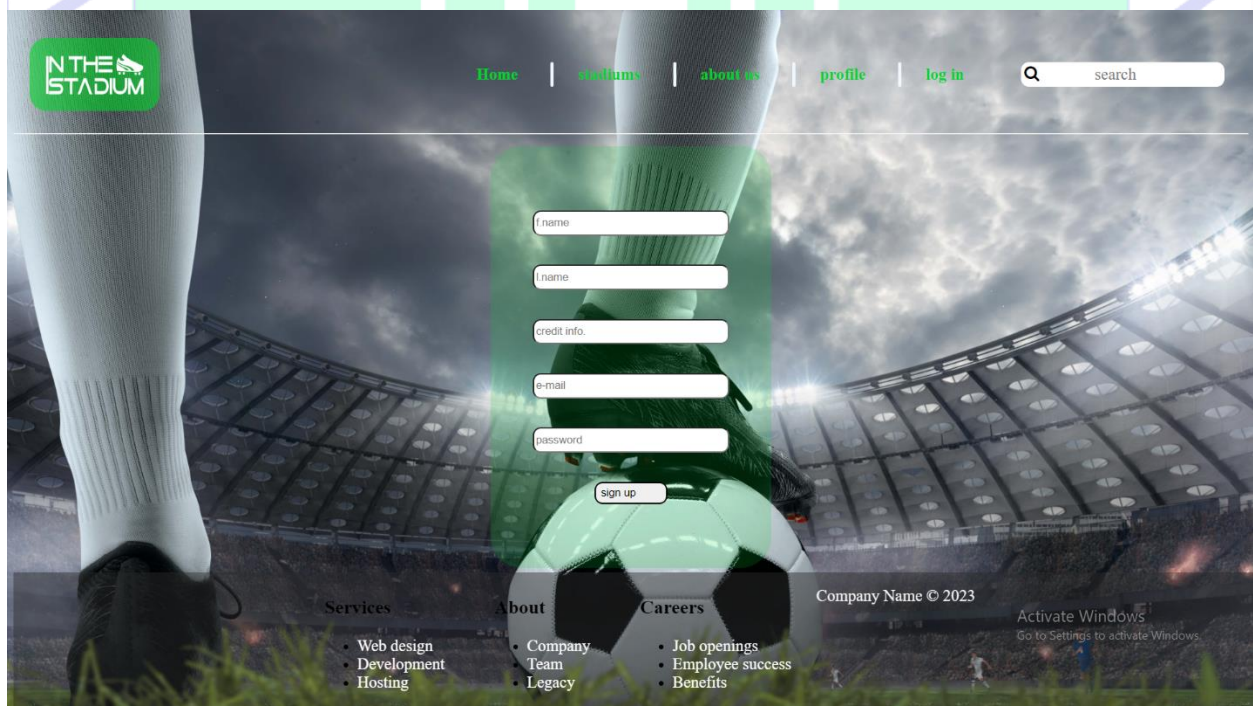 IN THE
STADIUM
Home stadiums about us profile log in search
f.name
l.name
credit info.
e-mail
password
sign up
Services About Careers Company Name © 2023
Web design Company Job openings
Development Team Employee success
Hosting Legacy Benefits
Activate Windows
Go to Settings to activate Windows.